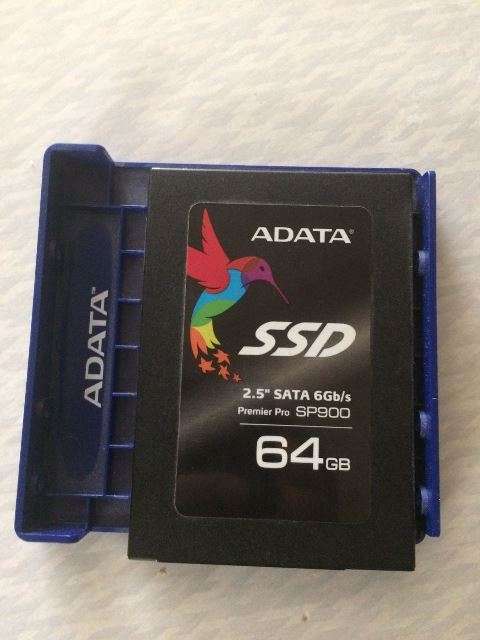 ADATA
ADATA
SSD
2.5" SATA 6Gb/s
Premier Pro SP900
64GB